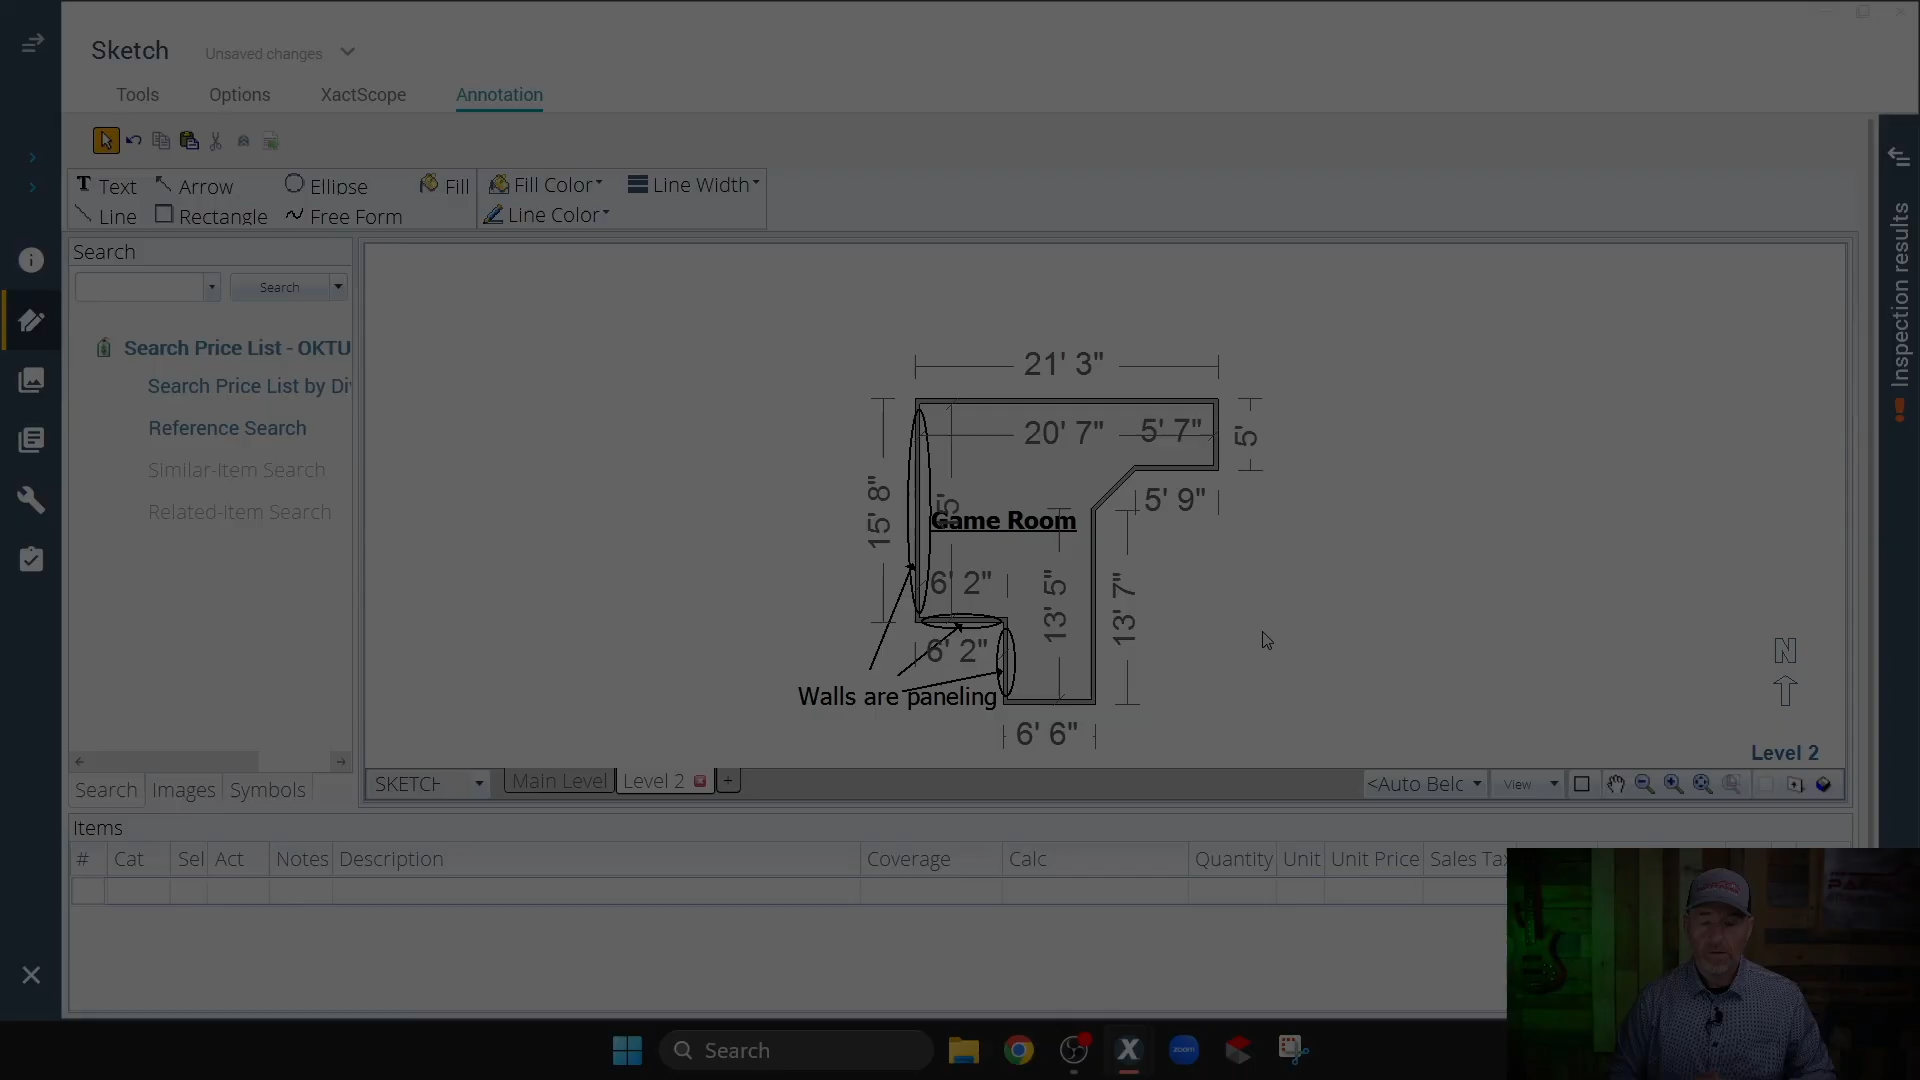 Sketch Unsaved changes
Tools Options XactScope Annotation
Text Arrow Ellipse Fill Fill Color Line Width
Line Rectangle Free Form Line Color
Search
Search
Search Price List - OKTU
Search Price List by Di
Reference Search
Similar-Item Search
Related-Item Search
Search Images Symbols
21' 3"
20' 7" 5' 7"
5'
15' 8"
5' 9"
Game Room
6' 2"
13' 5"
13' 7"
6' 2"
Walls are paneling
6' 6"
N
Level 2
SKETCH Main Level Level 2 +
<Auto Belc View
Inspection results
Items
# Cat Sel Act Notes Description Coverage Calc Quantity Unit Unit Price Sales Tax
Search
zoom